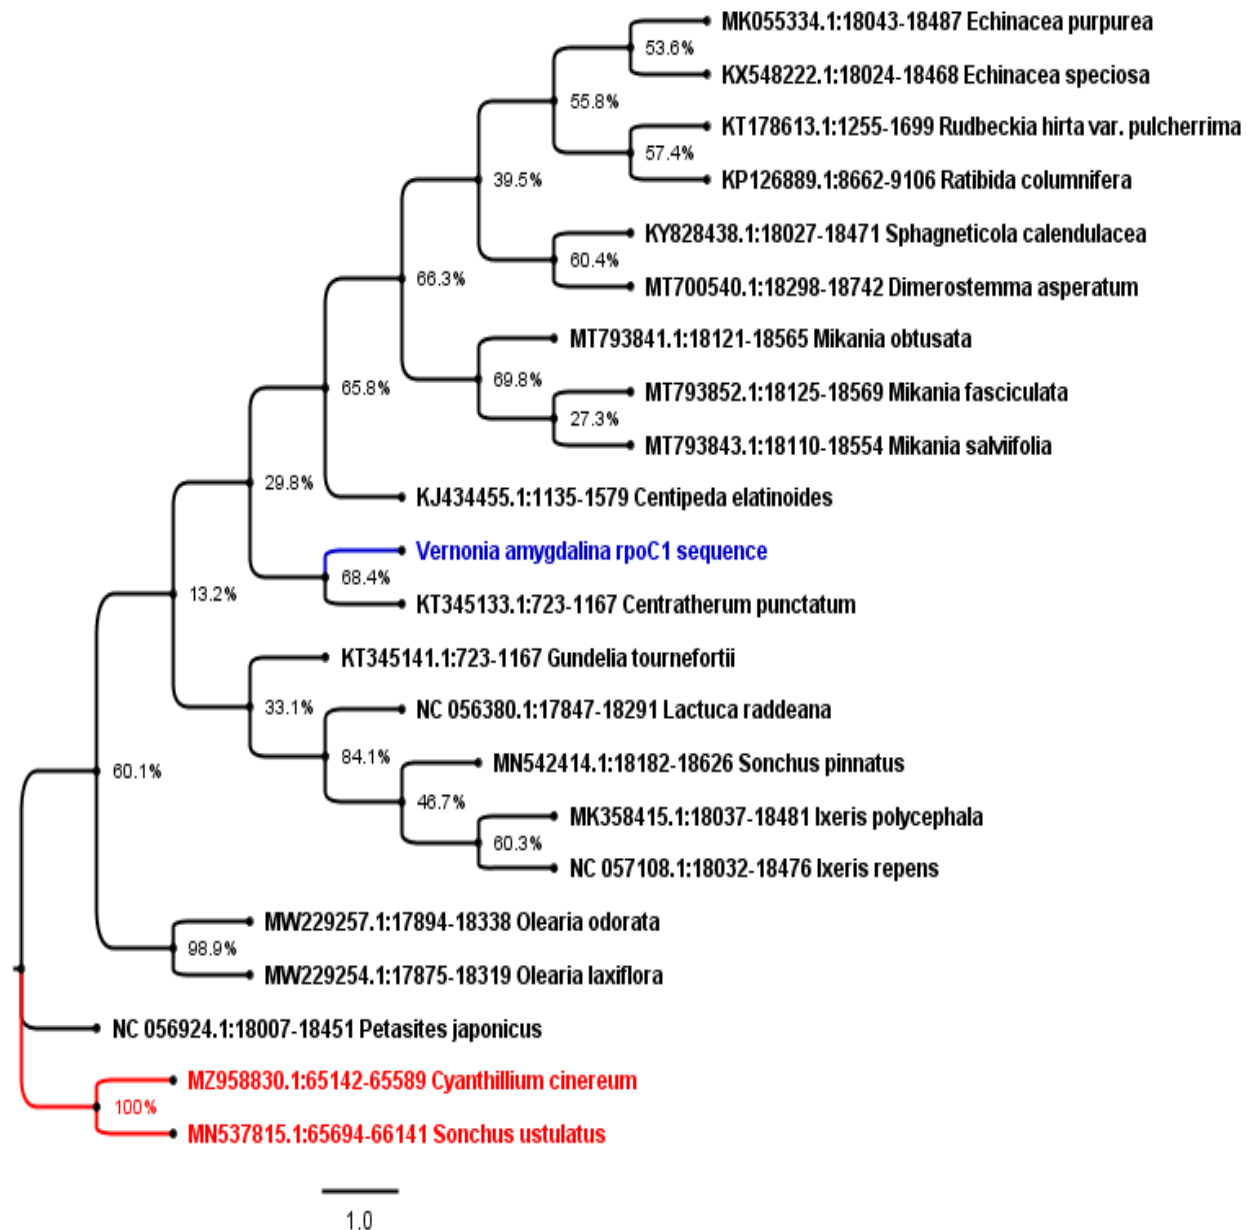 MK055334.1:18043-18487 Echinacea purpurea
53.6%
KX548222.1:18024-18468 Echinacea speciosa
55.8%
KT178613.1:1255-1699 Rudbeckia hirta var. pulcherrima
57.4%
39.5%
KP126889.1:8662-9106 Ratibida columnifera
KY828438.1:18027-18471 Sphagneticola calendulacea
60.4%
66.3%
MT700540.1:18298-18742 Dimerostemma asperatum
MT793841.1:18121-18565 Mikania obtusata
69.8%
65.8%
MT793852.1:18125-18569 Mikania fasciculata
27.3%
MT793843.1:18110-18554 Mikania salviifolia
29.8%
KJ434455.1:1135-1579 Centipeda elatinoides
Vernonia amygdalina rpoC1 sequence
68.4%
13.2%
KT345133.1:723-1167 Centratherum punctatum
KT345141.1:723-1167 Gundelia tournefortii
33.1%
NC 056380.1:17847-18291 Lactuca raddeana
84.1%
60.1%
MN542414.1:18182-18626 Sonchus pinnatus
46.7%
MK358415.1:18037-18481 Ixeris polycephala
60.3%
NC 057108.1:18032-18476 Ixeris repens
MW229257.1:17894-18338 Olearia odorata
98.9%
MW229254.1:17875-18319 Olearia laxiflora
NC 056924.1:18007-18451 Petasites japonicus
MZ958830.1:65142-65589 Cyanthillium cinereum
100%
MN537815.1:65694-66141 Sonchus ustulatus
1.0